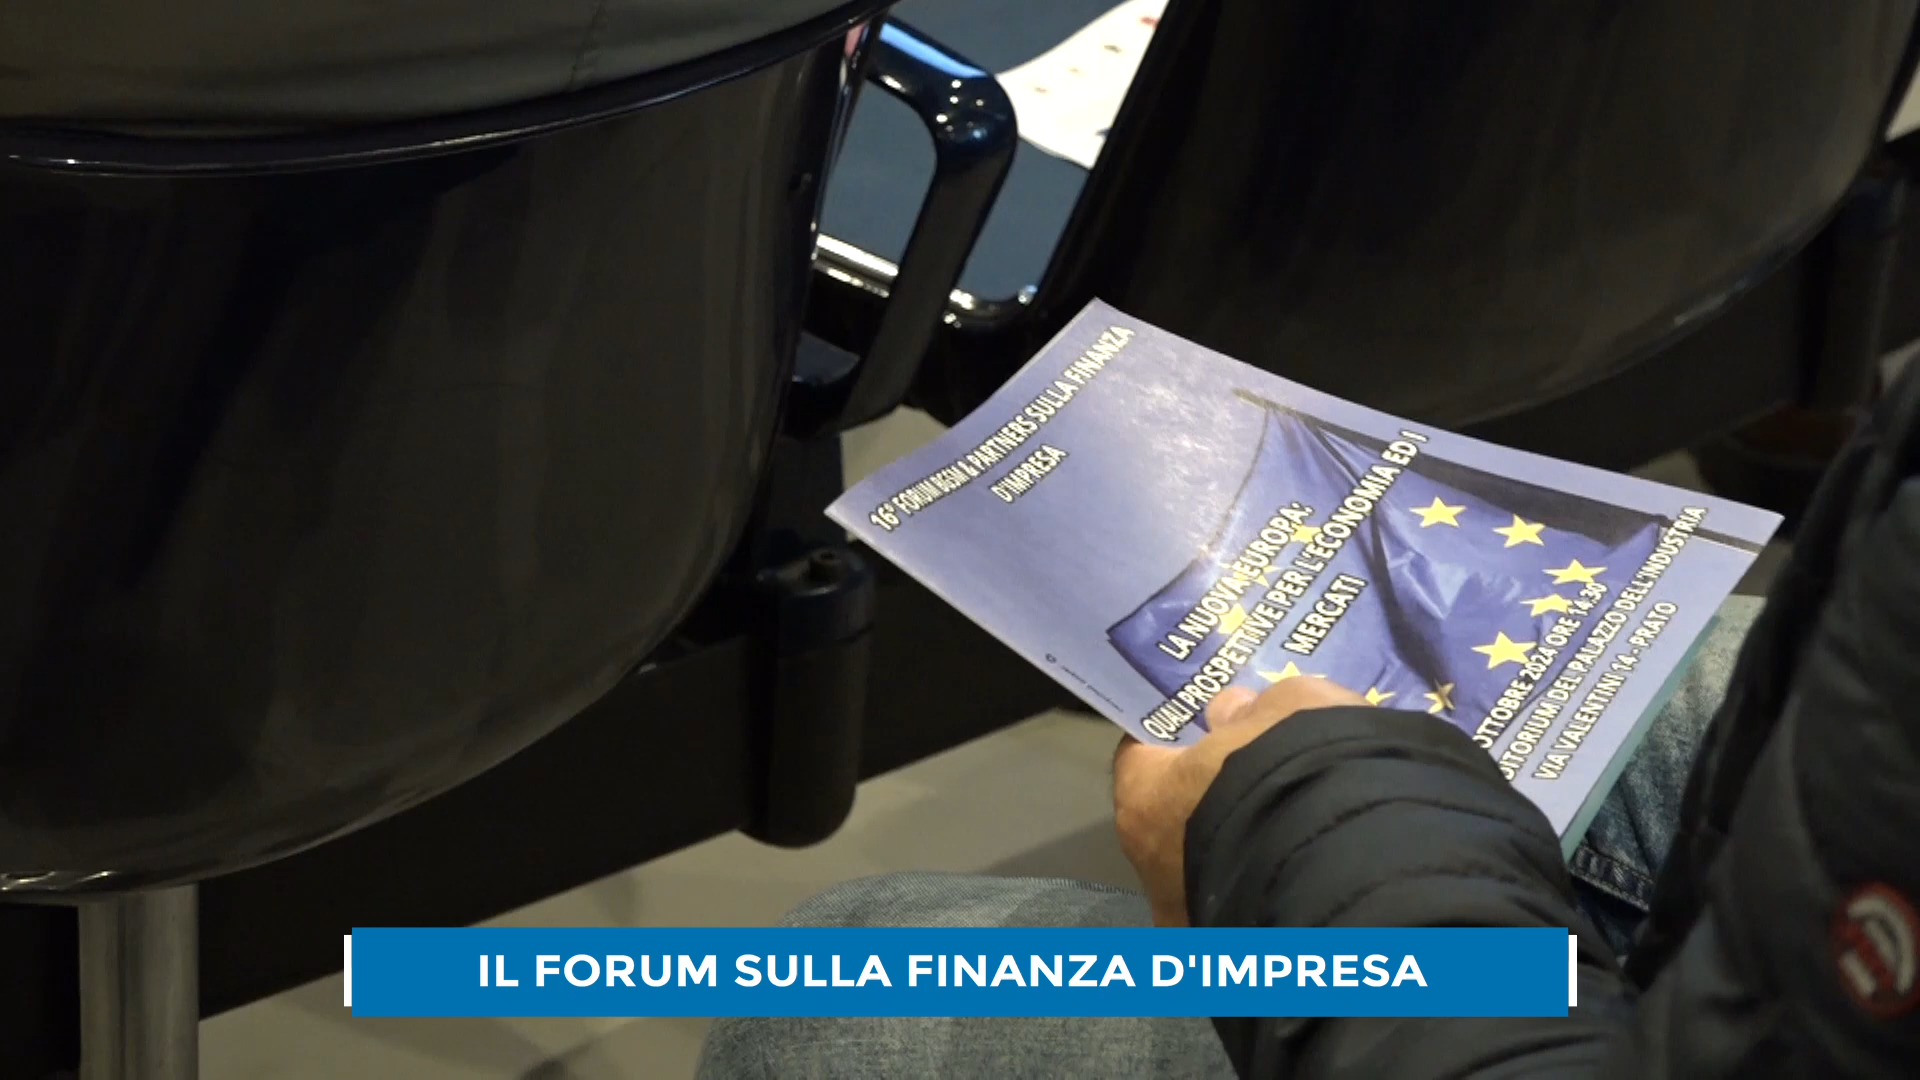 16° FORUM BGSM & PARTNERS SULLA FINANZA
D'IMPRESA
LA NUOVA EUROPA:
QUALI PROSPETTIVE PER L'ECONOMIA ED I
MERCATI
OTTOBRE 2024 ORE 14,30
DEL PALAZZO DELL'INDUSTRIA
VIA VALENTINI 14 - PRATO
IL FORUM SULLA FINANZA D'IMPRESA